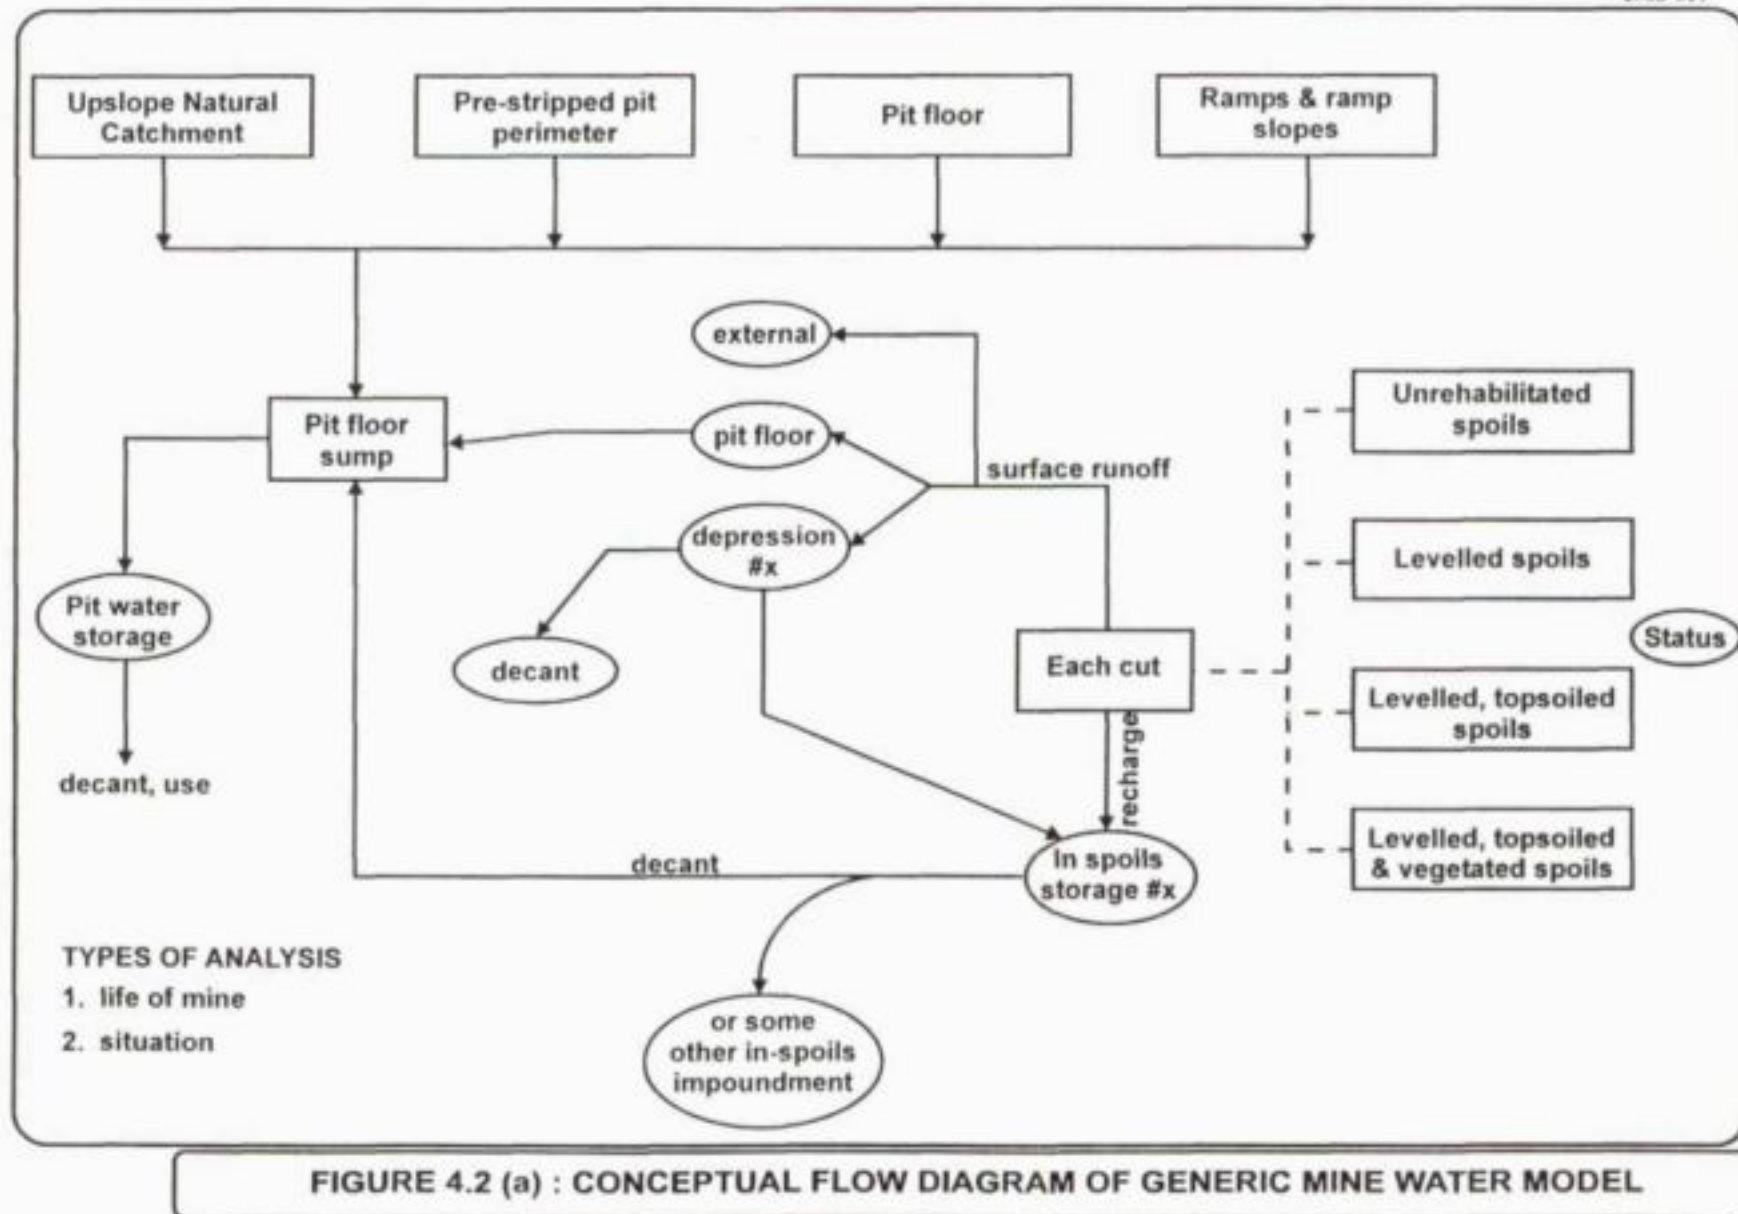 Upslope Natural
Catchment
Pre-stripped pit
perimeter
Pit floor
Ramps & ramp
slopes
external
Pit floor
sump
pit floor
surface runoff
Unrehabilitated
spoils
depression
#x
Levelled spoils
Pit water
storage
decant
Each cut
Status
Levelled, topsoiled
spoils
recharge
decant, use
decant
In spoils
storage #x
Levelled, topsoiled
& vegetated spoils
TYPES OF ANALYSIS
1. life of mine
2. situation
or some
other in-spoils
impoundment
FIGURE 4.2 (a) : CONCEPTUAL FLOW DIAGRAM OF GENERIC MINE WATER MODEL